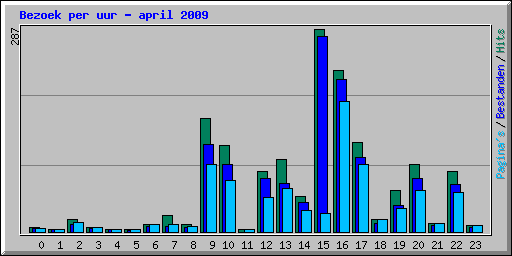 Bezoek per uur - april 2009
287
Pagina's / Bestanden / Hits
0 1 2 3 4 5 6 7 8 9 10 11 12 13 14 15 16 17 18 19 20 21 22 23